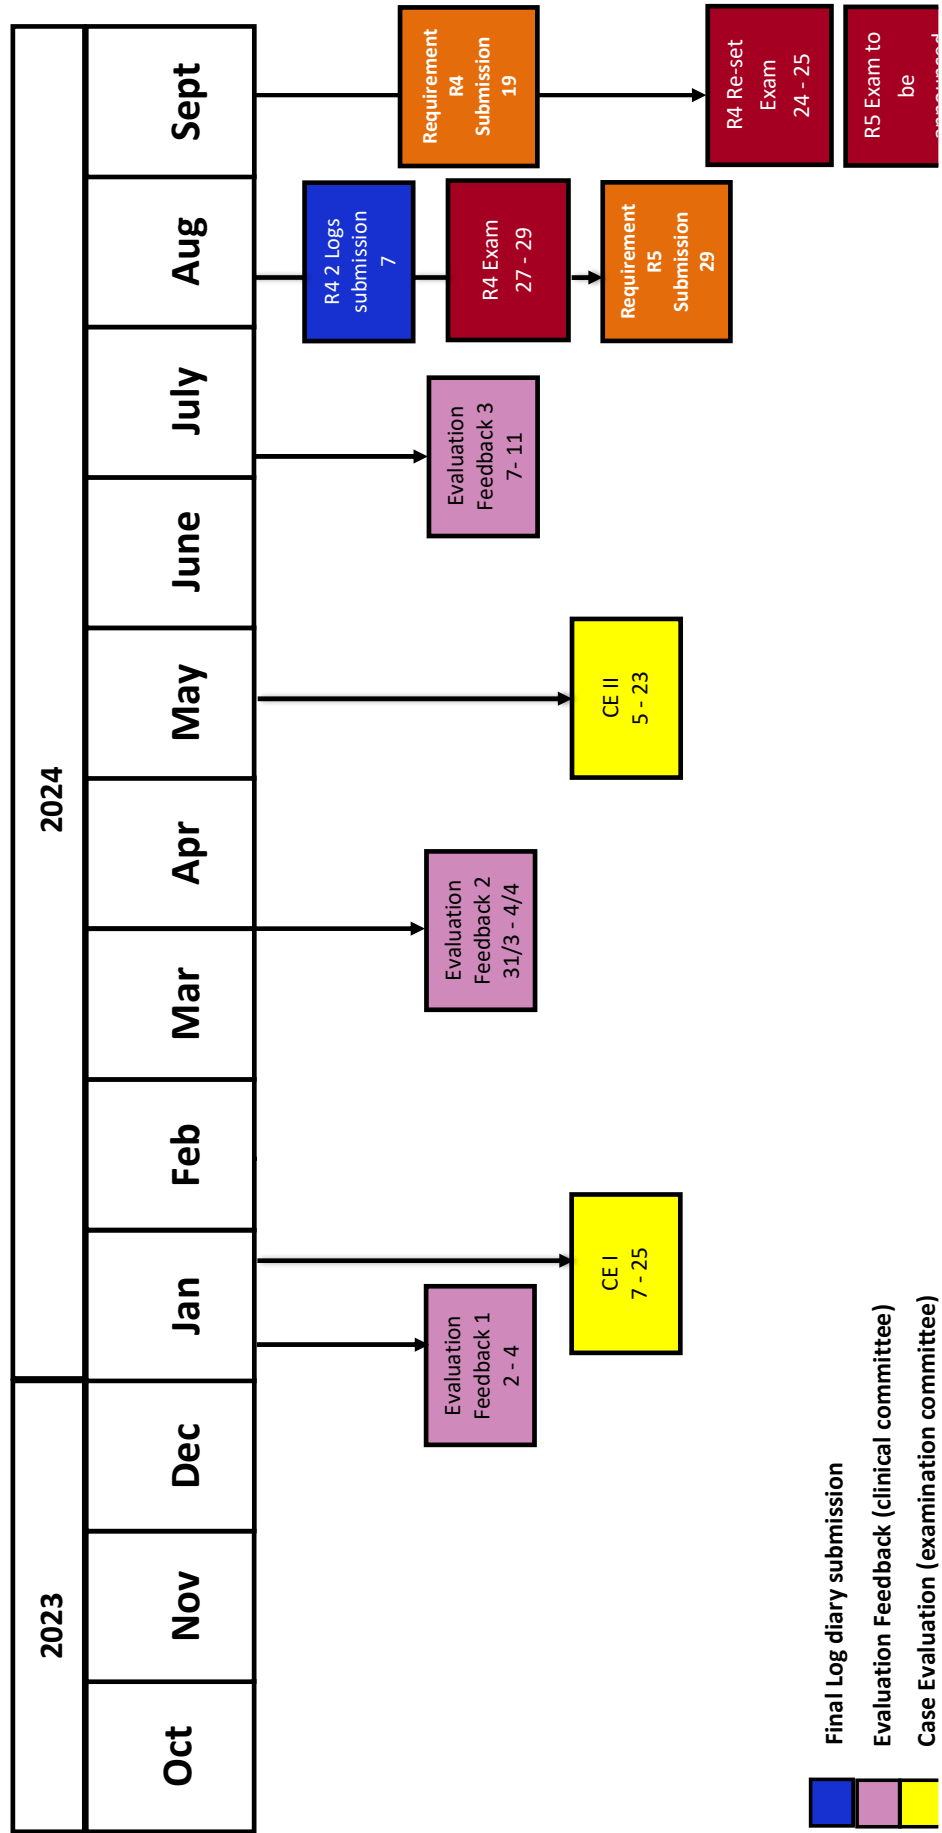 2023
2024
Oct
Nov
Dec
Jan
Feb
Mar
Apr
May
June
July
Aug
Sept
Evaluation
Feedback 1
2 - 4
CE I
7 - 25
Evaluation
Feedback 2
31/3 - 4/4
CE II
5 - 23
Evaluation
Feedback 3
7- 11
R4 2 Logs
submission
7
R4 Exam
27 - 29
Requirement
R5
Submission
29
Requirement
R4
Submission
19
R4 Re-set
Exam
24 - 25
R5 Exam to
be
Final Log diary submission
Evaluation Feedback (clinical committee)
Case Evaluation (examination committee)